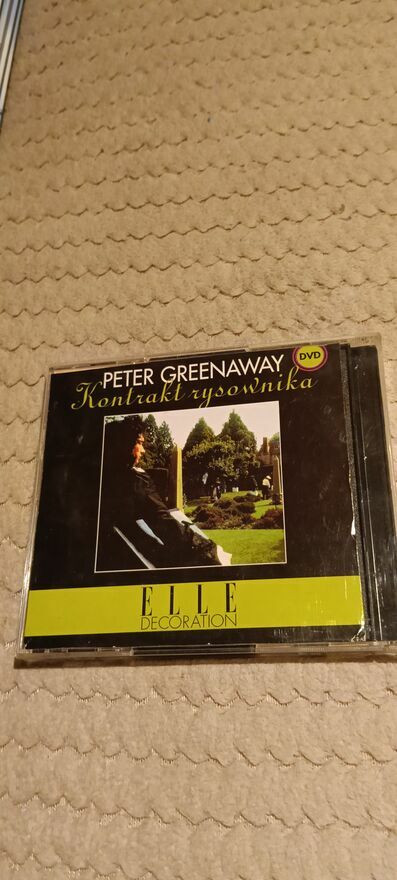 PETER GREENAWAY
DVD
Kontrakt rysownika
ELLE
DECORATION